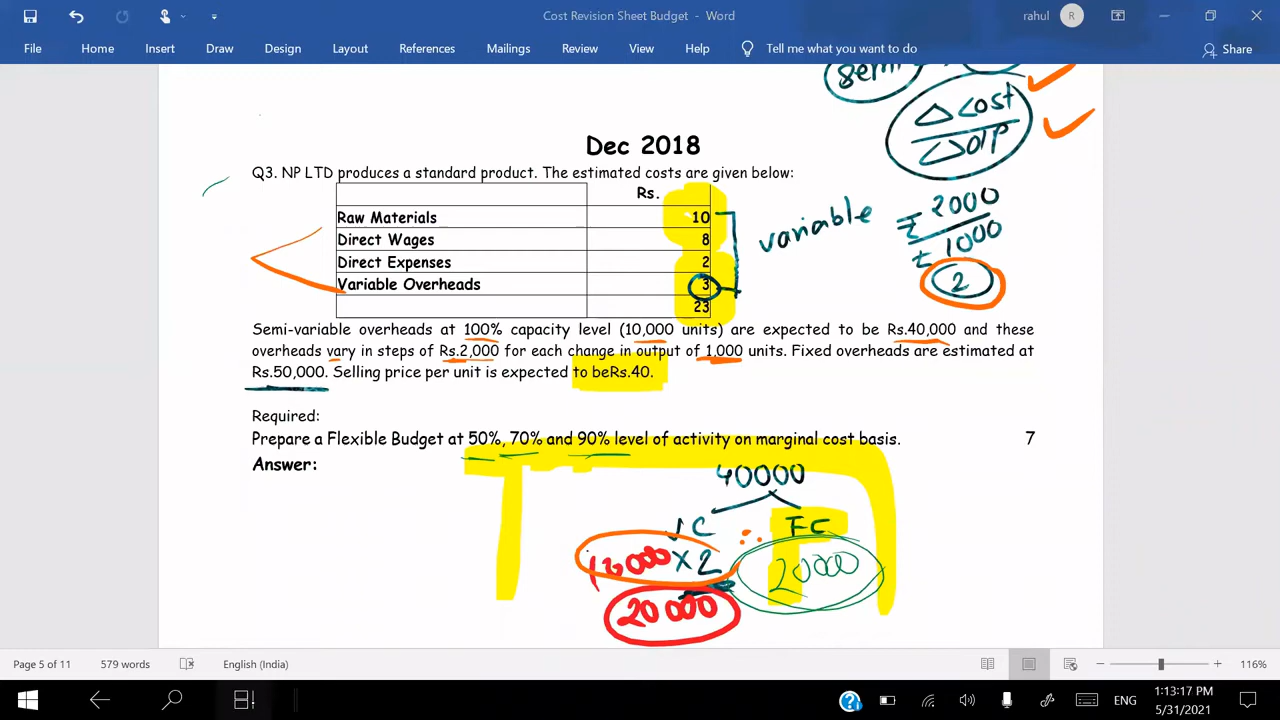 Cost Revision Sheet Budget - Word
rahul R
File Home Insert Draw Design Layout References Mailings Review View Help Tell me what you want to do Share
Semi
Δ Cost
Δ O/P
Dec 2018
Q3. NP LTD produces a standard product. The estimated costs are given below:
Rs.
Raw Materials 10
Direct Wages 8
Direct Expenses 2
Variable Overheads 3
23
variable
2000
1000
2
Semi-variable overheads at 100% capacity level (10,000 units) are expected to be Rs.40,000 and these
overheads vary in steps of Rs.2,000 for each change in output of 1,000 units. Fixed overheads are estimated at
Rs.50,000. Selling price per unit is expected to beRs.40.
Required:
Prepare a Flexible Budget at 50%, 70% and 90% level of activity on marginal cost basis. 7
Answer:
40000
VC FC
10000 x 2 20000
20000
Page 5 of 11 579 words English (India) 116%
ENG
1:13:17 PM
5/31/2021